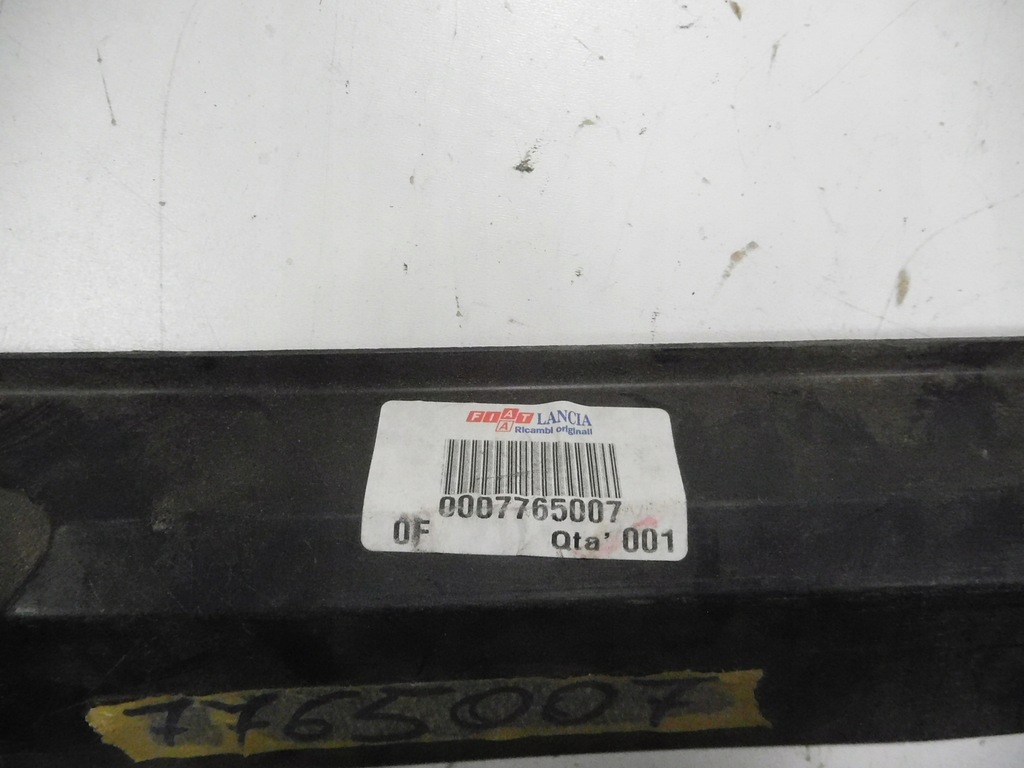 FIAT LANCIA
A Ricambi originali
0007765007
0F Qta' 001
7765007